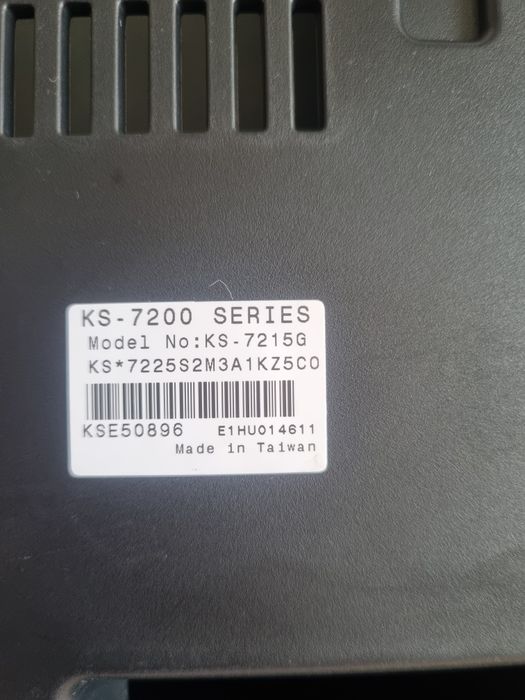 KS-7200 SERIES
Model No:KS-7215G
KS*7225S2M3A1KZ5C0
KSE50896 E1HU014611
Made in Taiwan